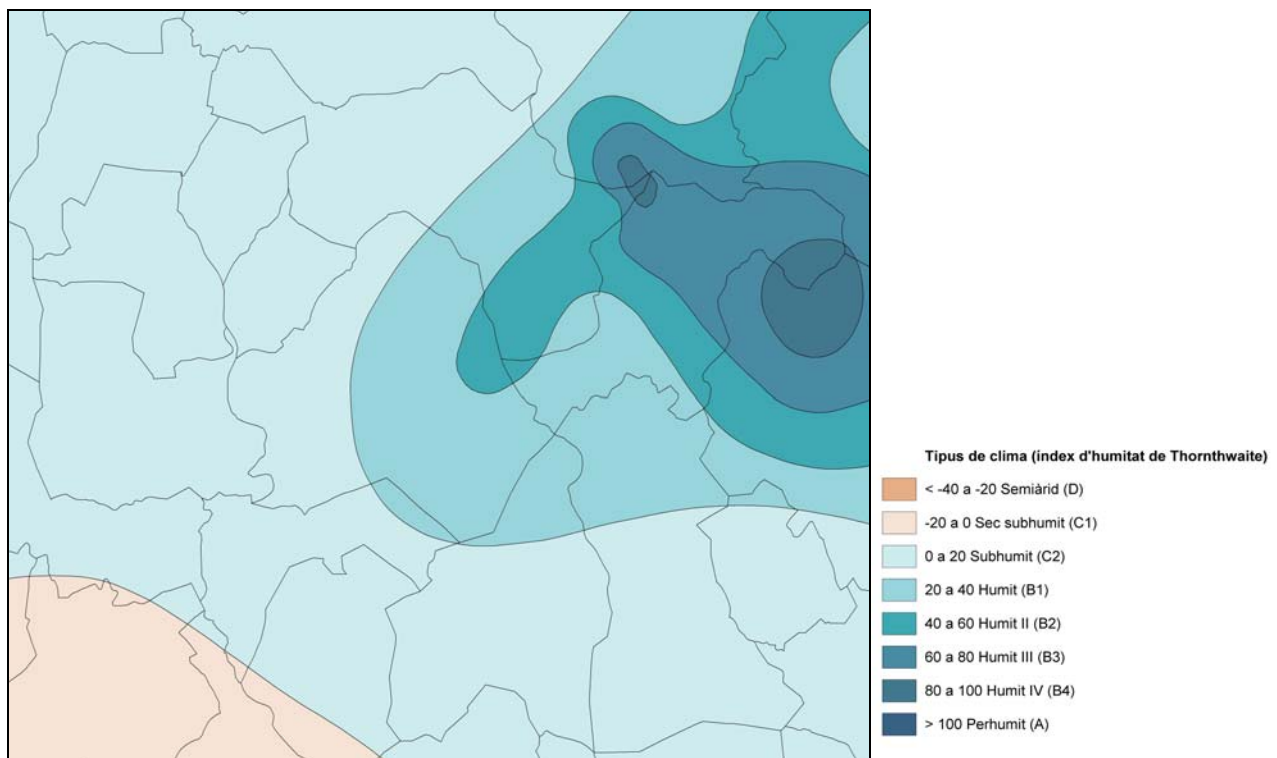 Tipus de clima (índex d'humitat de Thornthwaite)
< -40 a -20 Semiàrid (D)
-20 a 0 Sec subhumit (C1)
0 a 20 Subhumit (C2)
20 a 40 Humit (B1)
40 a 60 Humit II (B2)
60 a 80 Humit III (B3)
80 a 100 Humit IV (B4)
> 100 Perhumit (A)